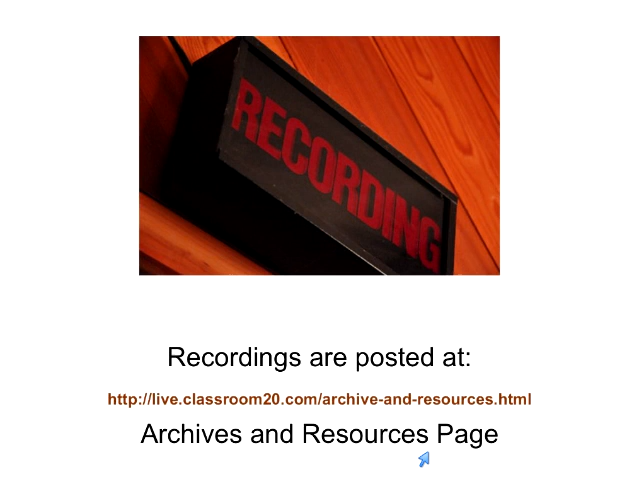 RECORDING
Recordings are posted at:
http://live.classroom20.com/archive-and-resources.html
Archives and Resources Page